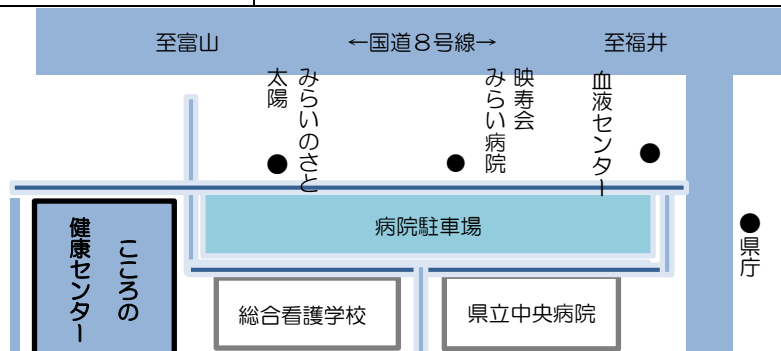 至富山
←国道８号線→
至福井
みらいのさと
太陽
映寿会
みらい病院
血液センター
病院駐車場
●県庁
こころの
健康センター
総合看護学校
県立中央病院